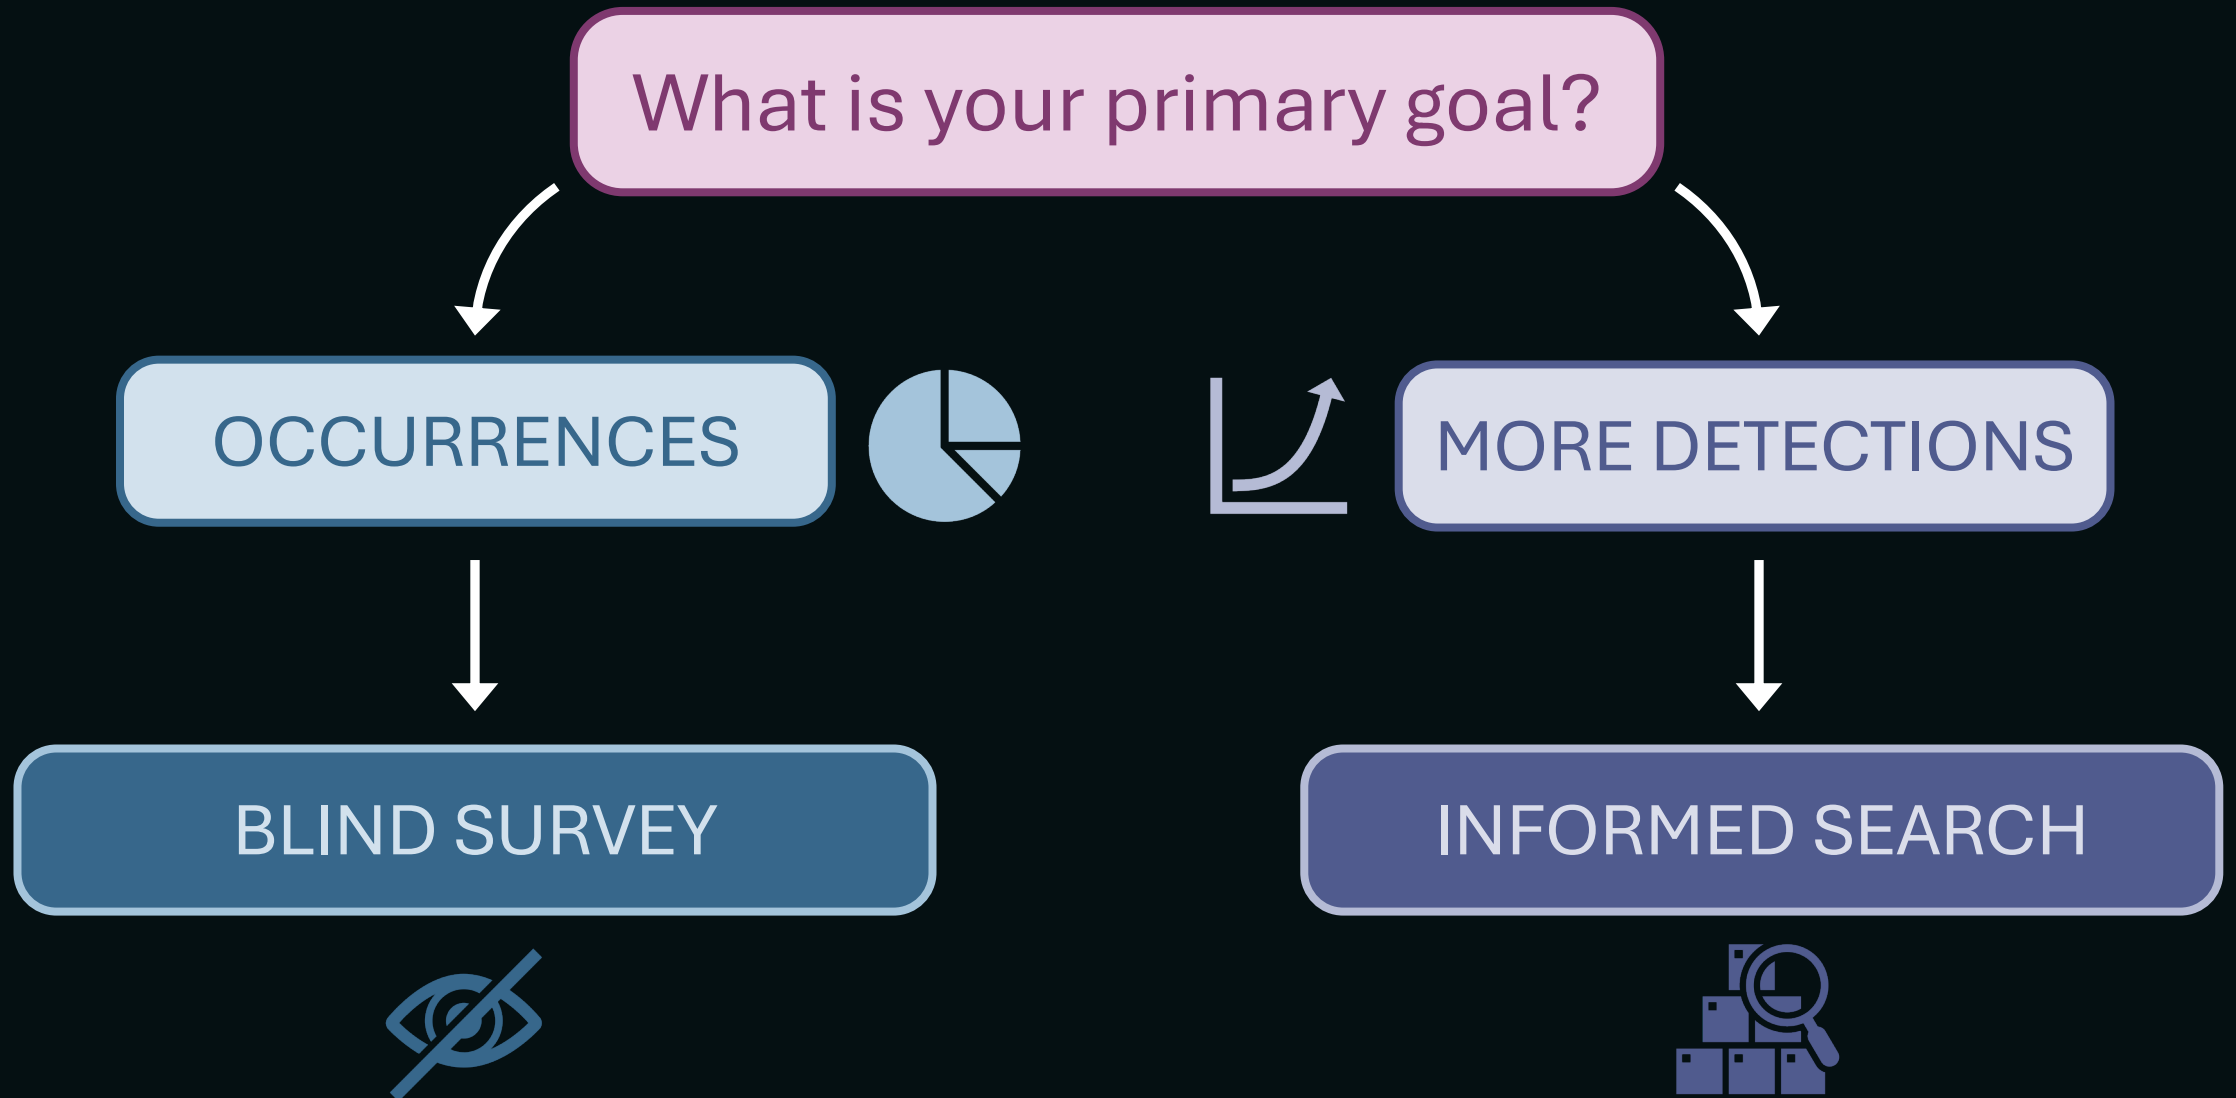 What is your primary goal?
OCCURRENCES
MORE DETECTIONS
BLIND SURVEY
INFORMED SEARCH